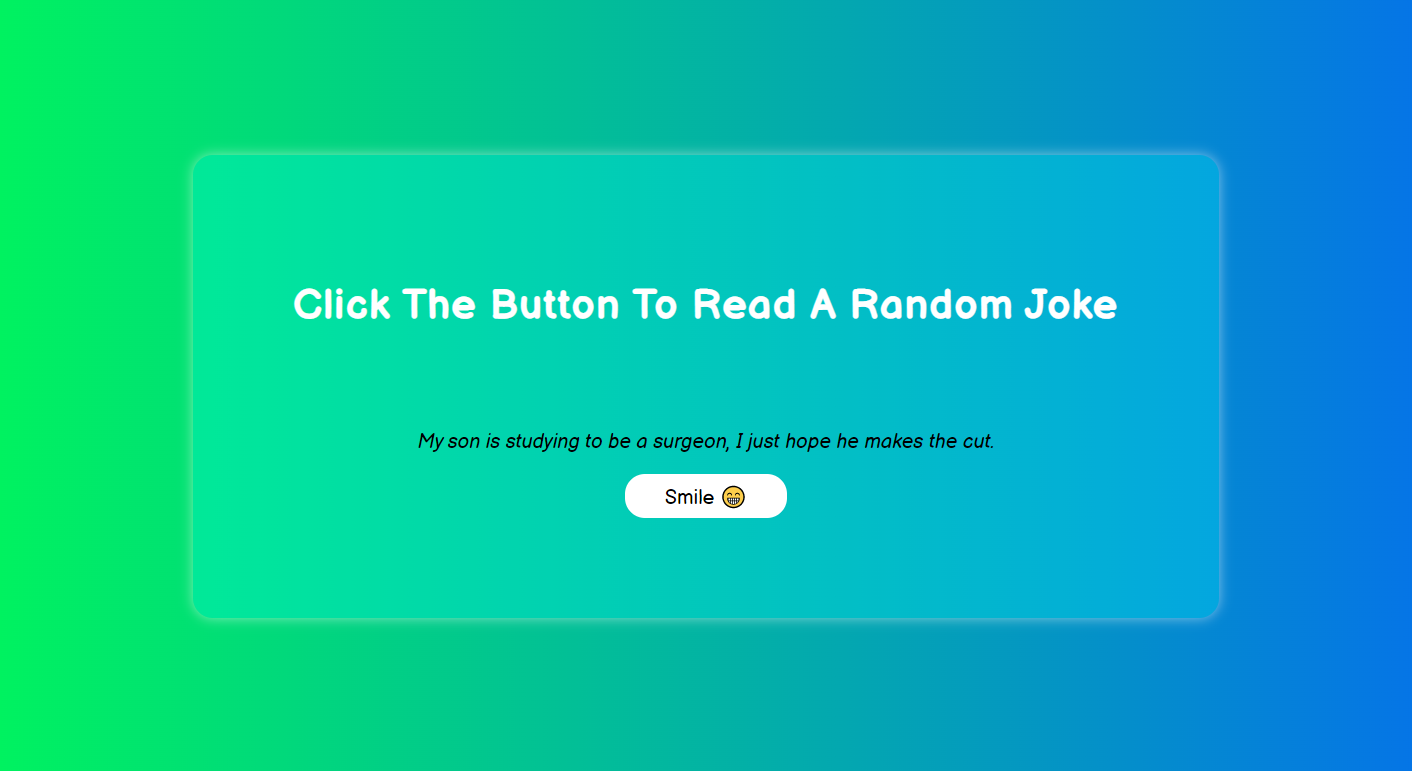 Click The Button To Read A Random Joke
My son is studying to be a surgeon, I just hope he makes the cut.
Smile 😁